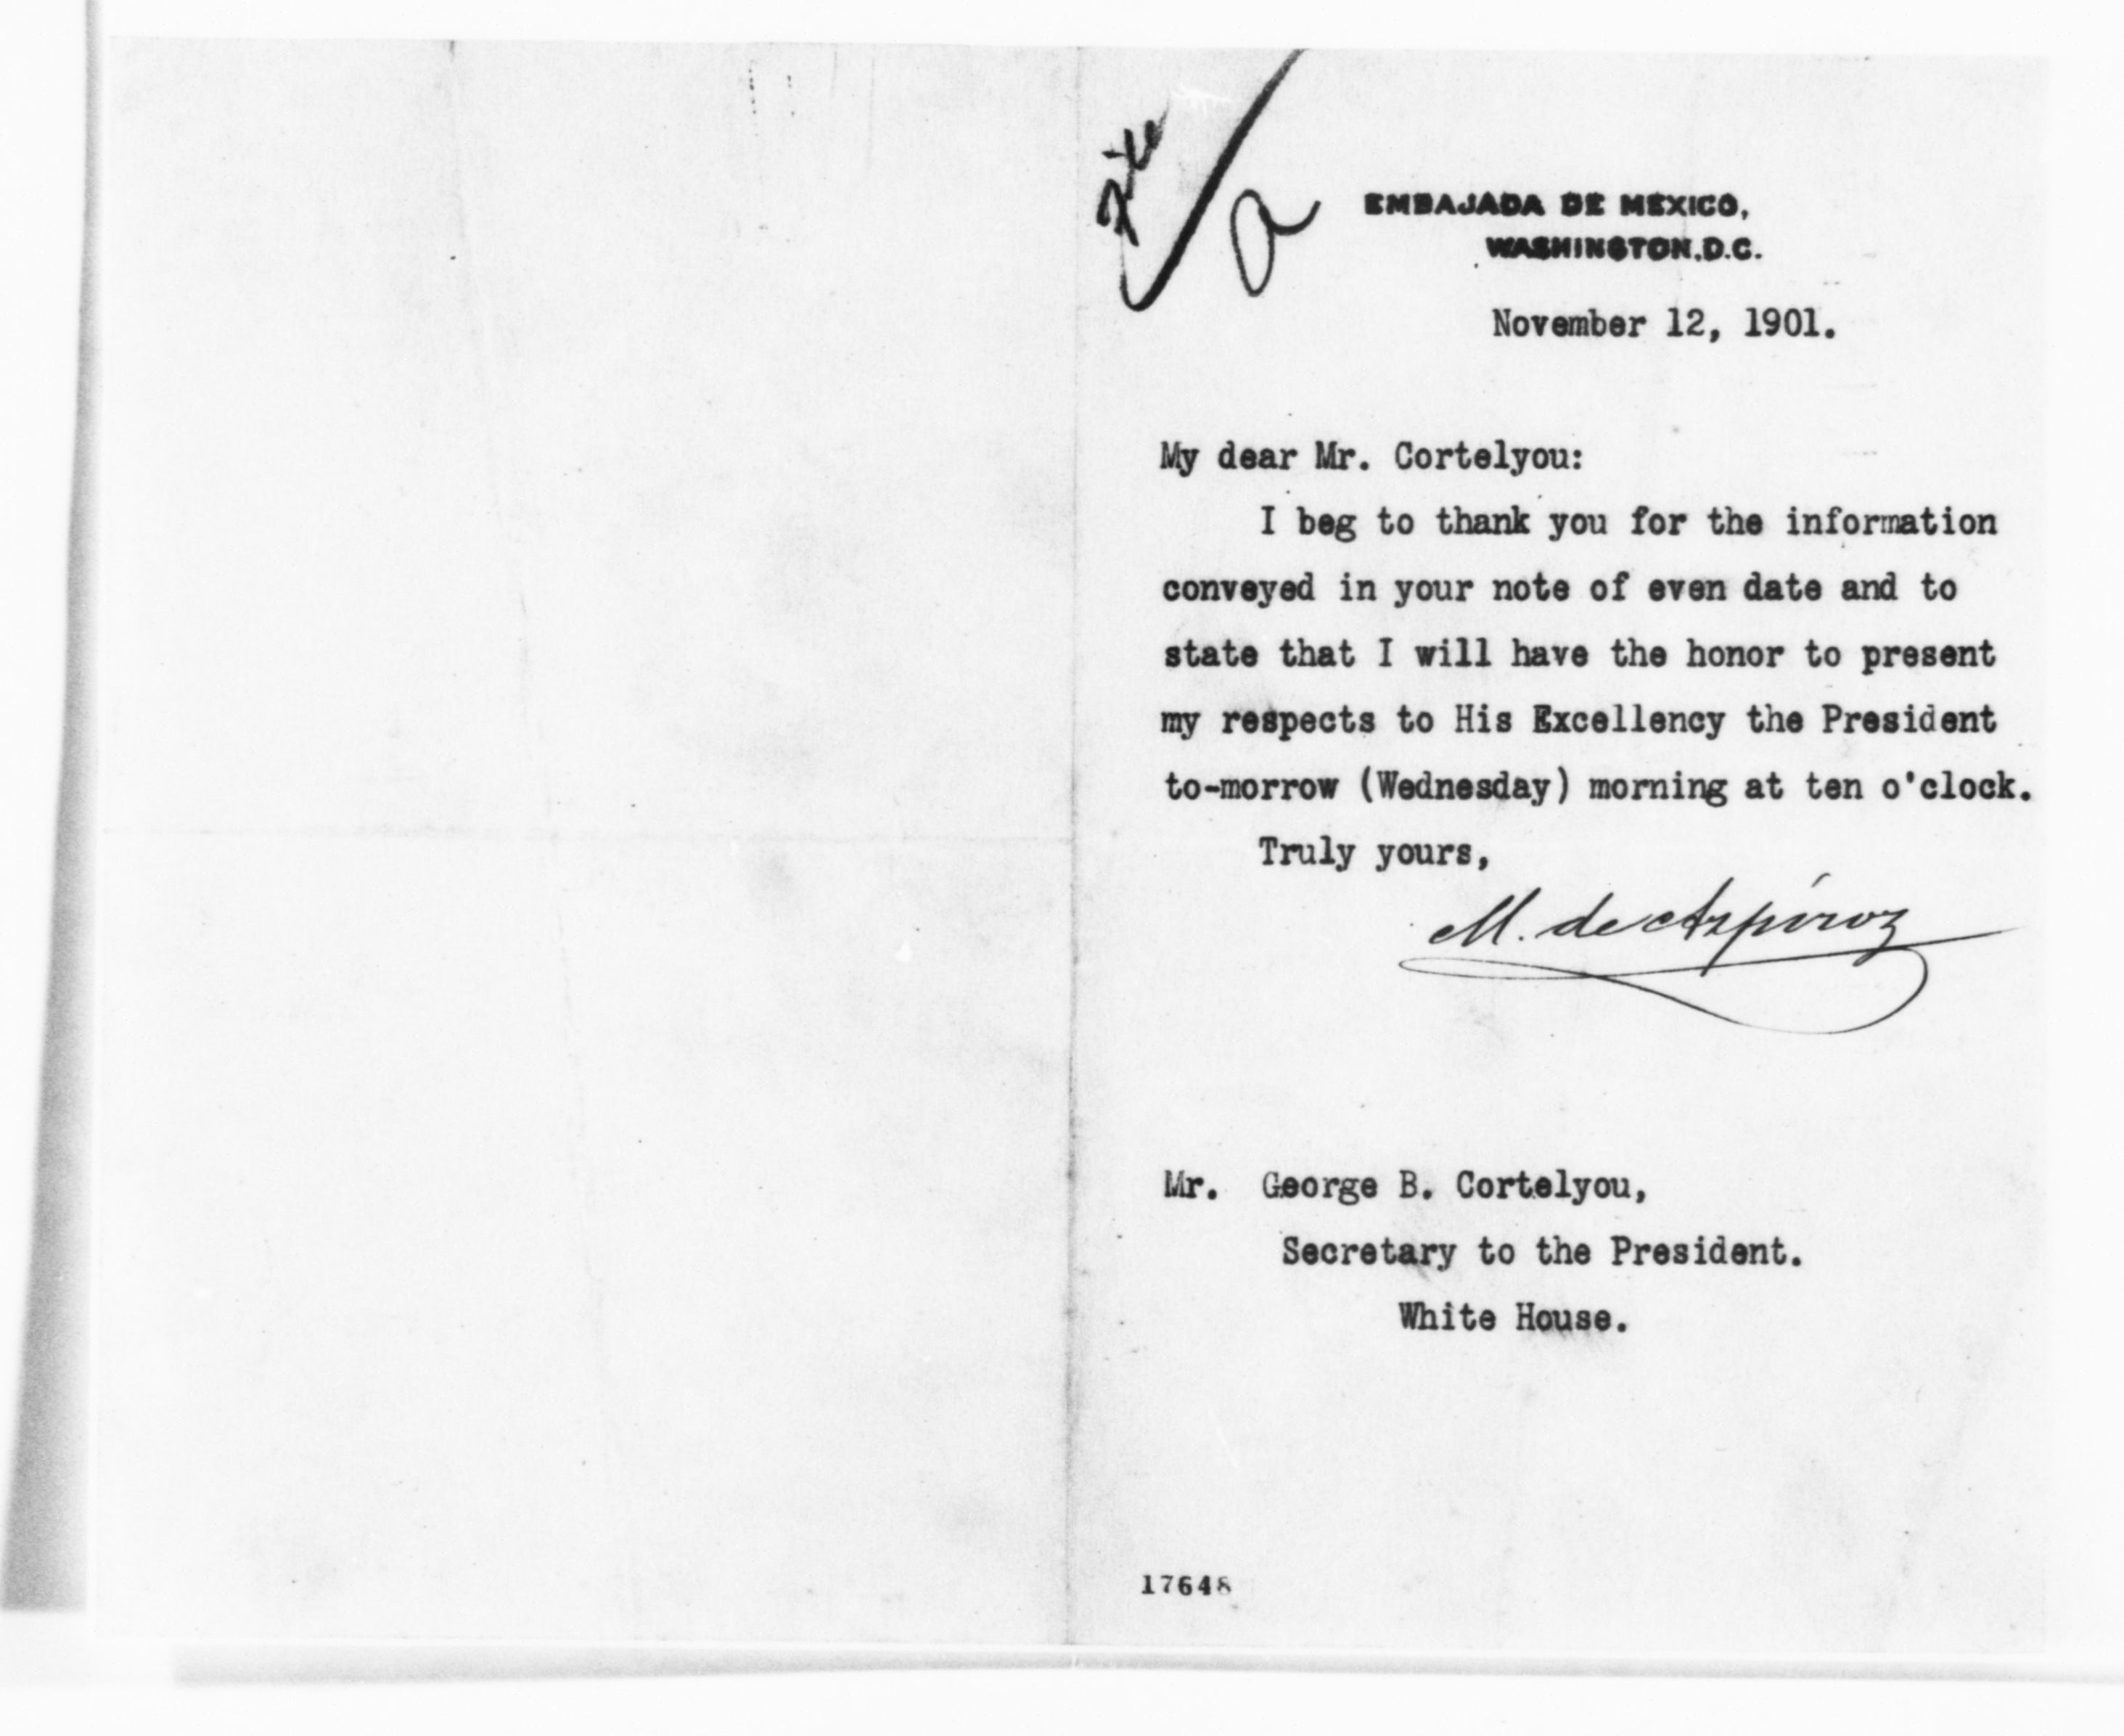 File
a
EMBAJADA DE MEXICO,
WASHINGTON, D.C.
November 12, 1901.
My dear Mr. Cortelyou:
I beg to thank you for the information
conveyed in your note of even date and to
state that I will have the honor to present
my respects to His Excellency the President
to-morrow (Wednesday) morning at ten o'clock.
Truly yours,
M. de Azpíroz
Mr. George B. Cortelyou,
Secretary to the President.
White House.
17648